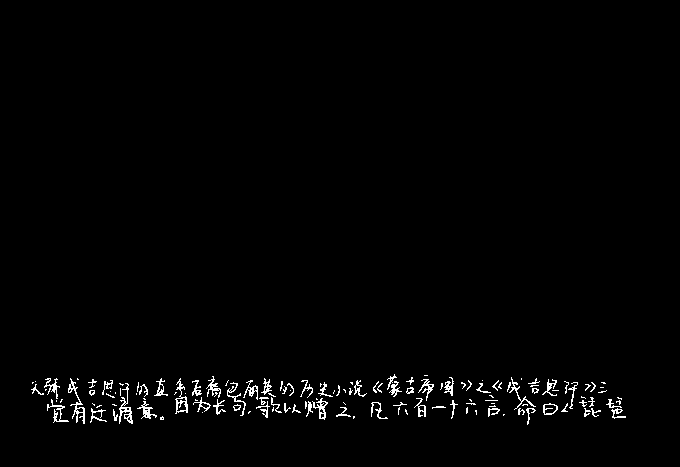 天骄成吉思汗的直系后裔包丽英的历史小说《蒙古帝国》之《成吉思汗》三
觉有迁谪意。因为长句,歌以赠之,凡六百一十六言,命曰《琵琶